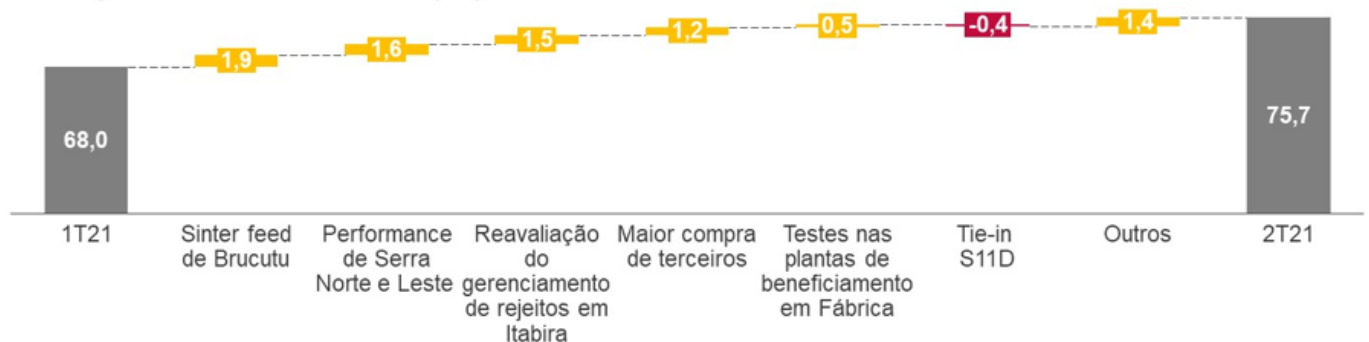 68,0
1,9
1,6
1,5
1,2
0,5
-0,4
1,4
75,7
1T21
Sinter feed
de Brucutu
Performance
de Serra
Norte e Leste
Reavaliação
do
gerenciamento
de rejeitos em
Itabira
Maior compra
de terceiros
Testes nas
plantas de
beneficiamento
em Fábrica
Tie-in
S11D
Outros
2T21